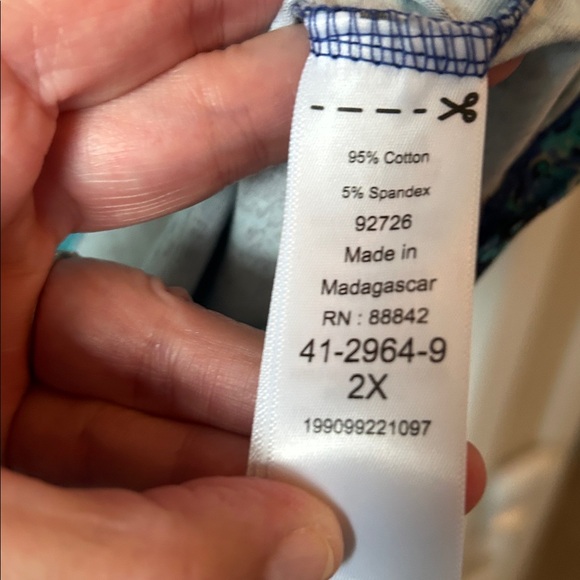 95% Cotton
5% Spandex
92726
Made in
Madagascar
RN : 88842
41-2964-9
2X
199099221097